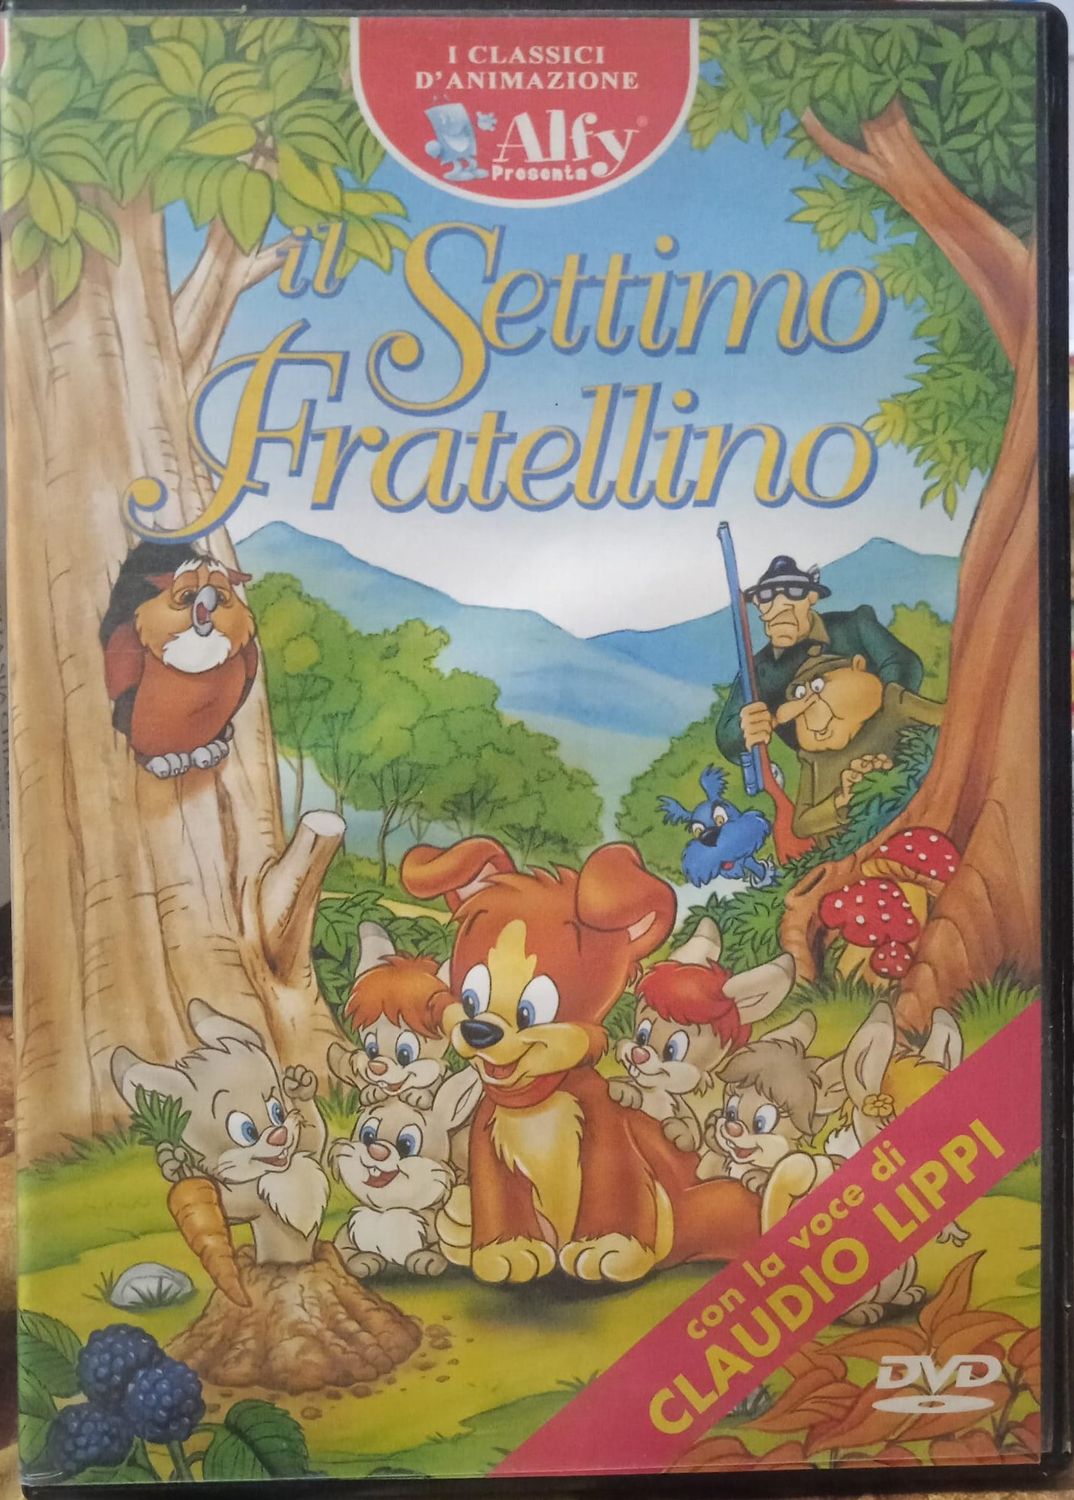 I CLASSICI
D'ANIMAZIONE
Alfy®
Presenta
il Settimo
Fratellino
con la voce di
CLAUDIO LIPPI
DVD